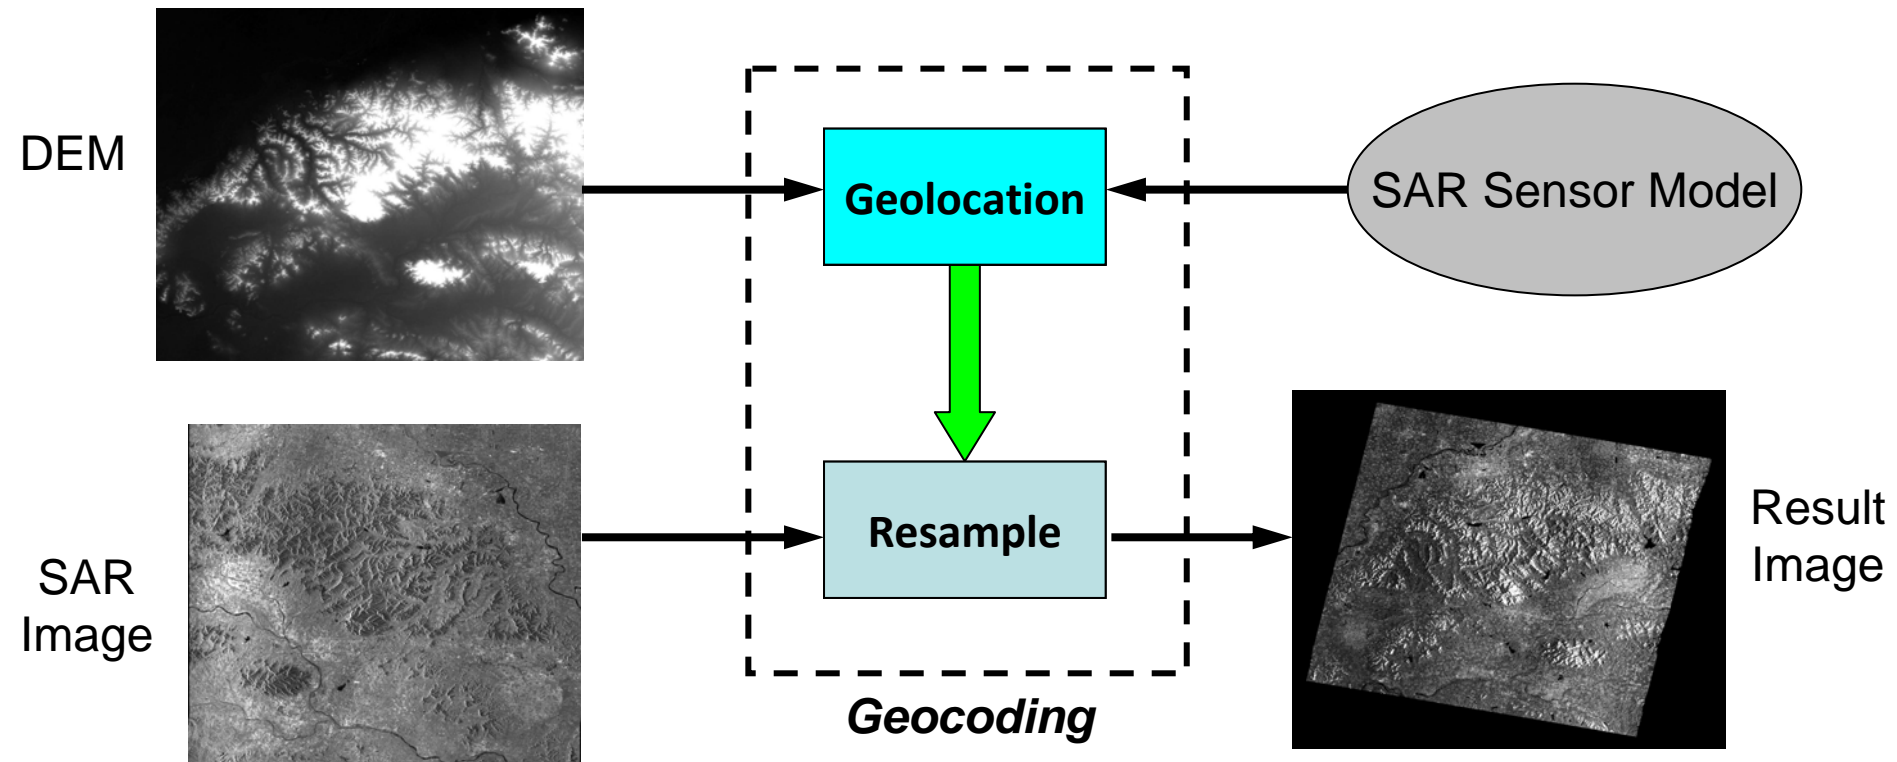 DEM
Geolocation
SAR Sensor Model
SAR
Image
Resample
Result
Image
Geocoding